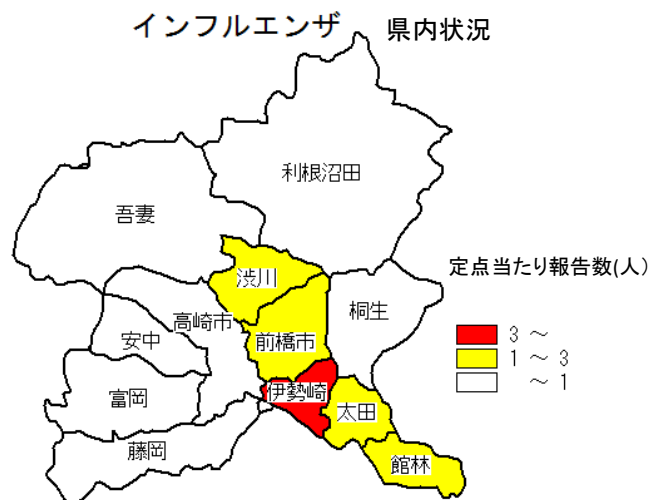 インフルエンザ 県内状況
利根沼田
吾妻
渋川
定点当たり報告数(人)
桐生
高崎市
安中
前橋市
3 ～
1 ～ 3
～ 1
伊勢崎
富岡
太田
藤岡
館林